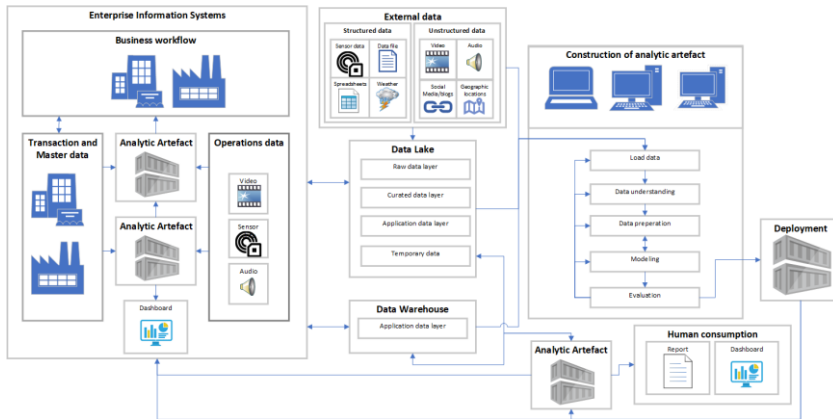 Enterprise Information Systems
Business workflow
Transaction and
Master data
Analytic Artefact
Operations data
Video
Sensor
Audio
Analytic Artefact
Dashboard
External data
Structured data
Sensor data
Data file
Spreadsheets
Weather
Unstructured data
Video
Audio
Social
Media/blogs
Geographic
locations
Data Lake
Raw data layer
Curated data layer
Application data layer
Temporary data
Data Warehouse
Application data layer
Construction of analytic artefact
Load data
Data understanding
Data preperation
Modeling
Evaluation
Deployment
Analytic Artefact
Human consumption
Report
Dashboard